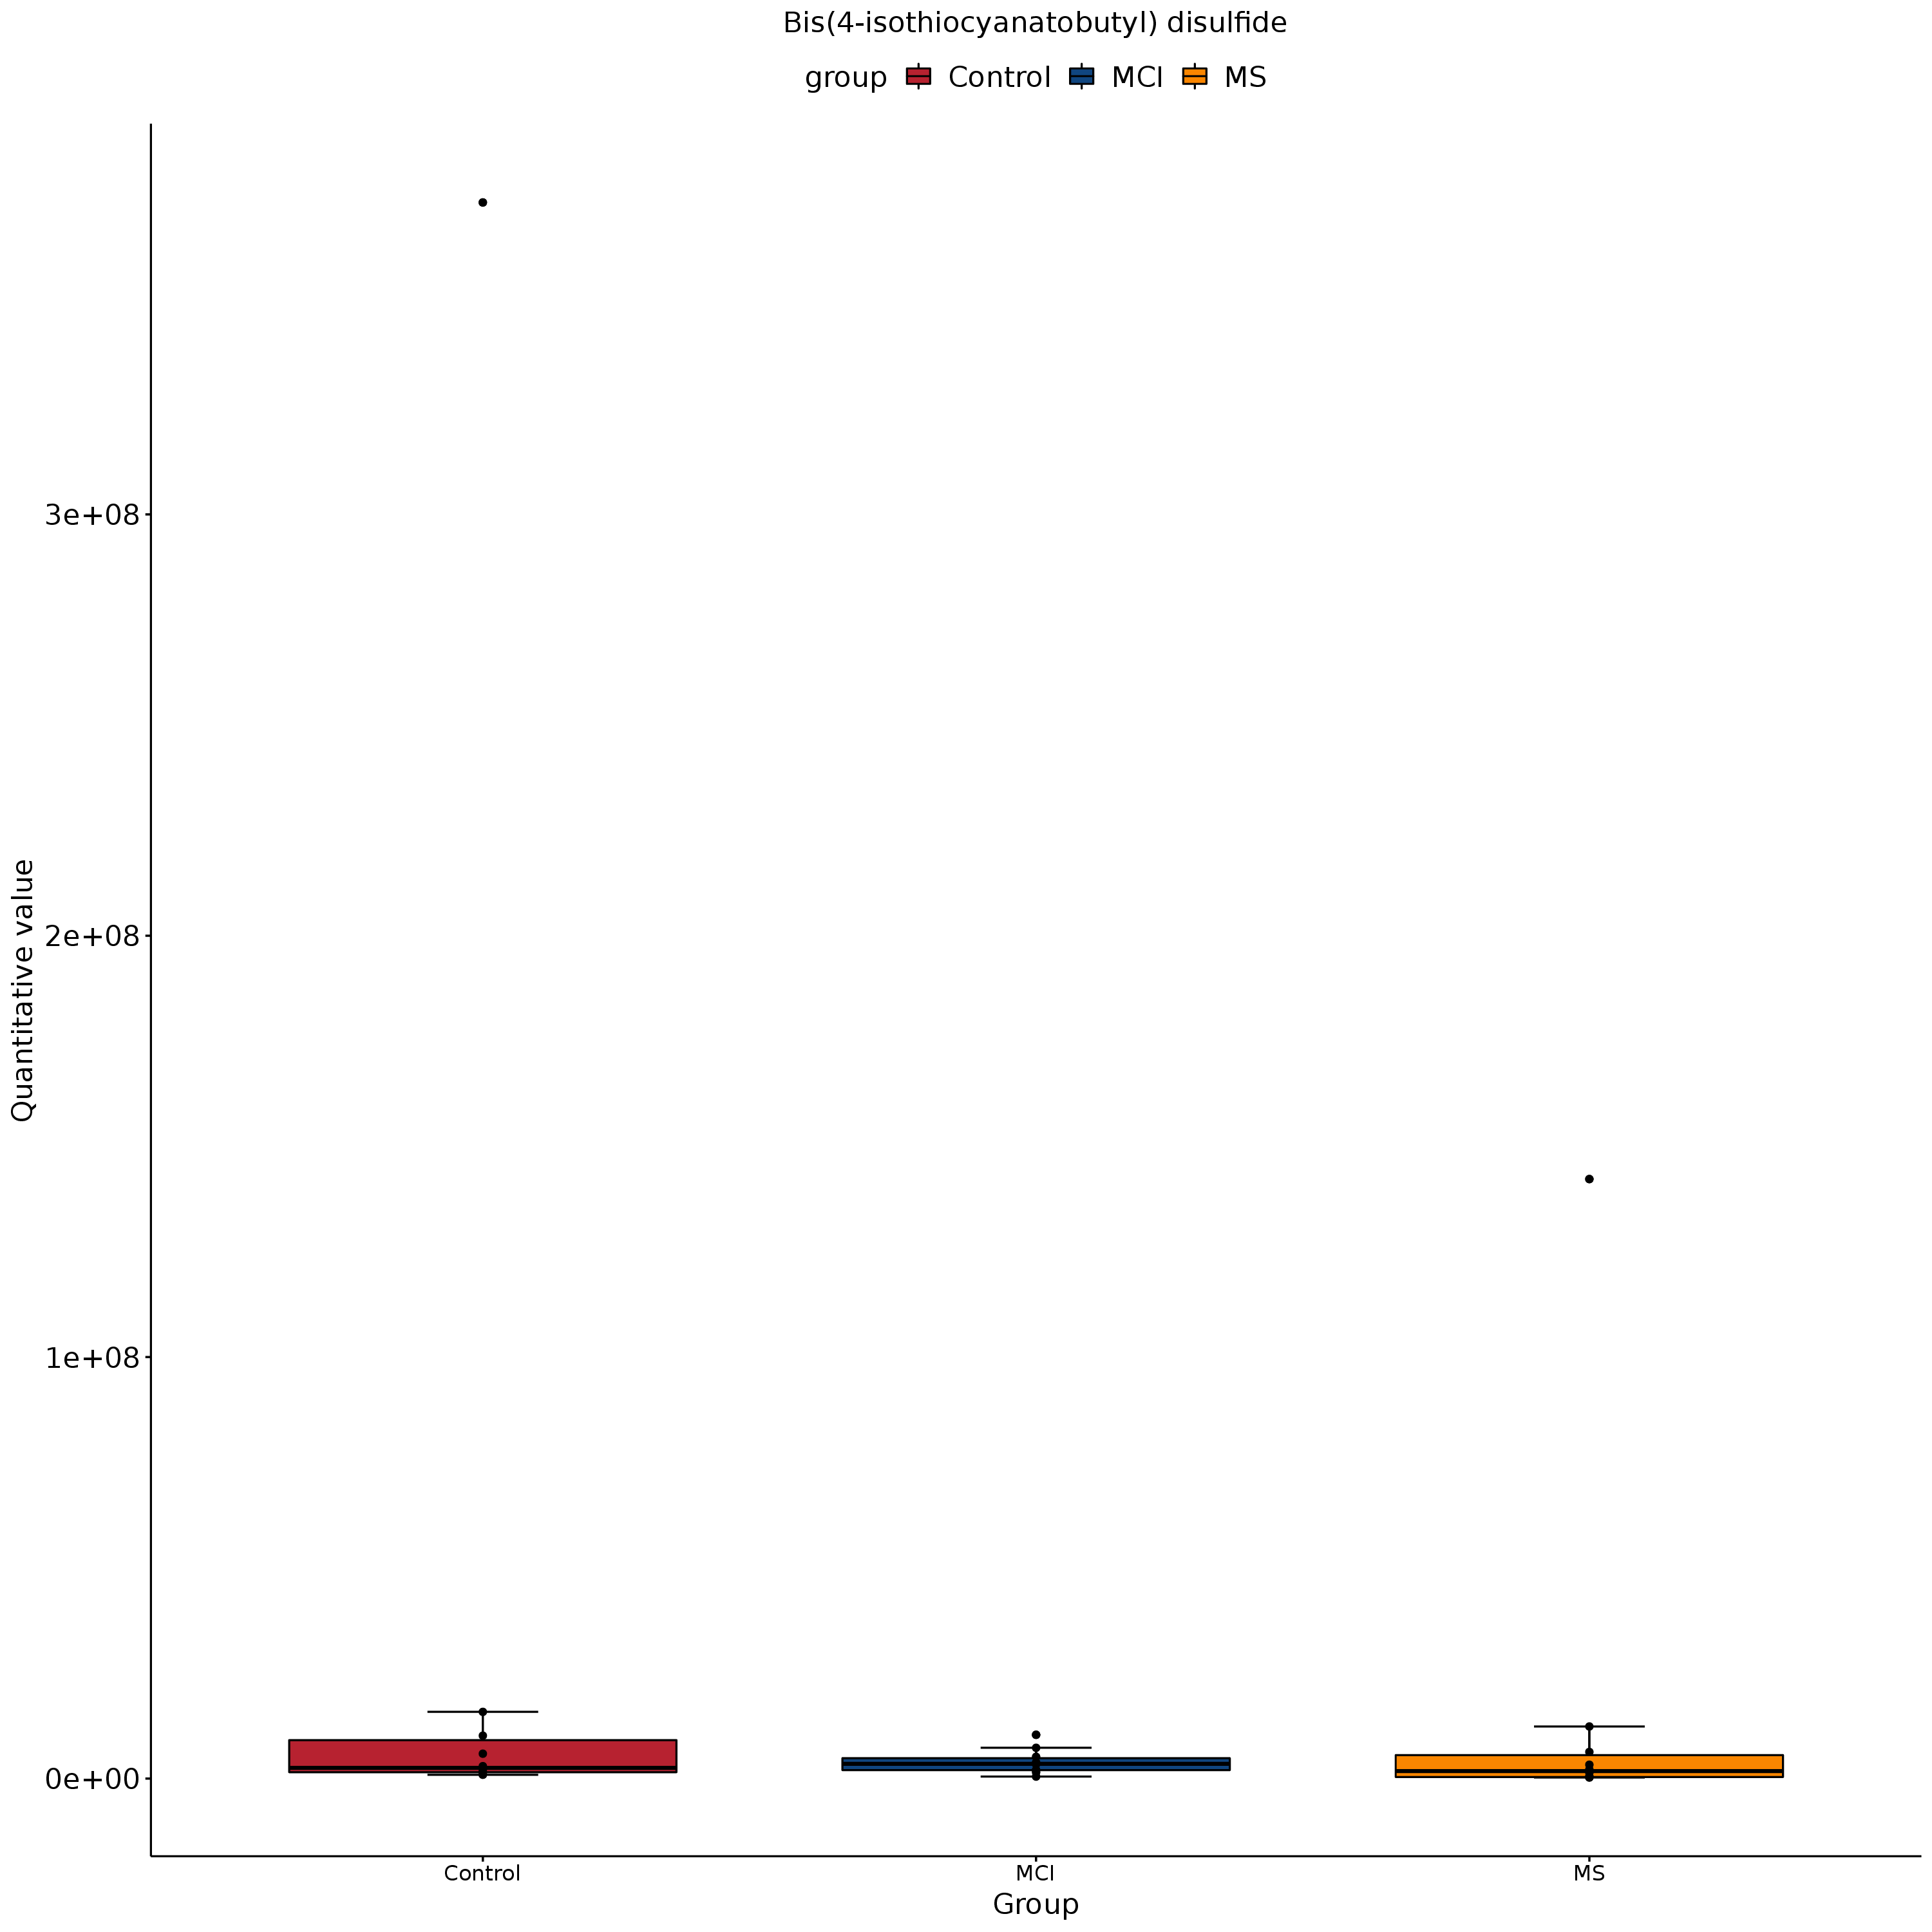 Bis(4-isothiocyanatobutyl) disulfide
group Control MCI MS
3e+08
2e+08
1e+08
0e+00
Quantitative value
Control MCI MS
Group